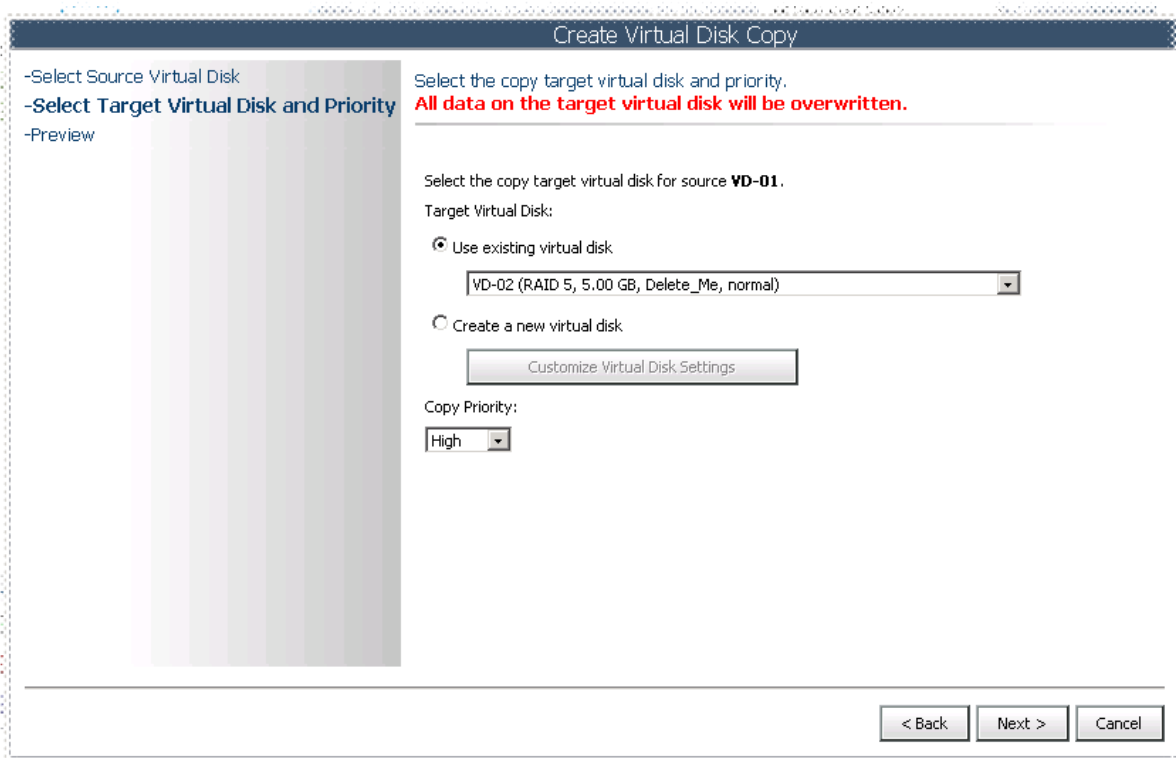 Create Virtual Disk Copy
-Select Source Virtual Disk
-Select Target Virtual Disk and Priority
-Preview
Select the copy target virtual disk and priority.
All data on the target virtual disk will be overwritten.
Select the copy target virtual disk for source VD-01.
Target Virtual Disk:
Use existing virtual disk
VD-02 (RAID 5, 5.00 GB, Delete_Me, normal)
Create a new virtual disk
Customize Virtual Disk Settings
Copy Priority:
High
< Back Next > Cancel